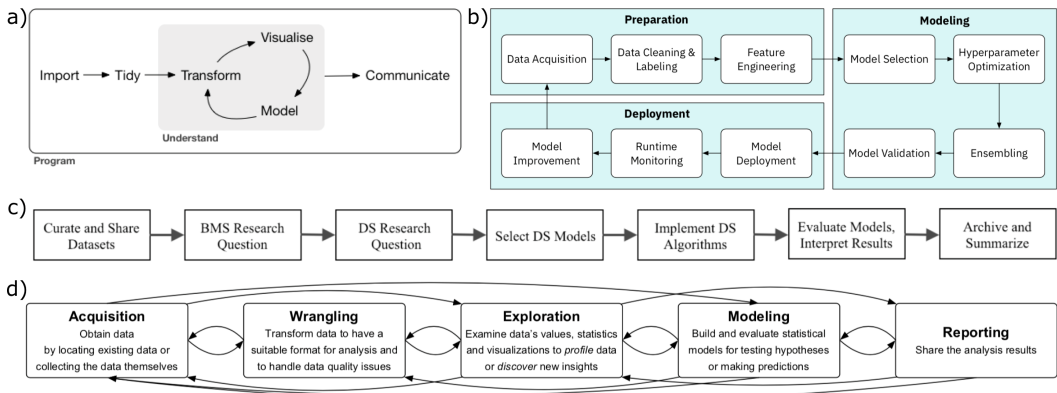 a)
Import
Tidy
Transform
Visualise
Model
Communicate
Understand
Program
b)
Preparation
Data Acquisition
Data Cleaning &
Labeling
Feature
Engineering
Modeling
Model Selection
Hyperparameter
Optimization
Ensembling
Model Validation
Deployment
Model
Deployment
Runtime
Monitoring
Model
Improvement
c)
Curate and Share
Datasets
BMS Research
Question
DS Research
Question
Select DS Models
Implement DS
Algorithms
Evaluate Models,
Interpret Results
Archive and
Summarize
d)
Acquisition
Obtain data
by locating existing data or
collecting the data themselves
Wrangling
Transform data to have a
suitable format for analysis and
to handle data quality issues
Exploration
Examine data's values, statistics
and visualizations to profile data
or discover new insights
Modeling
Build and evaluate statistical
models for testing hypotheses
or making predictions
Reporting
Share the analysis results